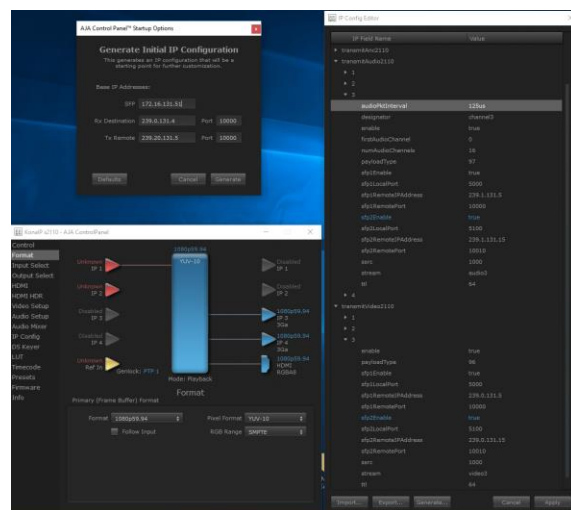 AJA Control Panel™ Startup Options
Generate Initial IP Configuration
This generates an IP configuration that will be a
starting point for further customization.
Base IP Addresses:
SFP 172.16.131.51
Rx Destination 239.0.131.4 Port 10000
Tx Remote 239.20.131.5 Port 10000
Defaults Cancel Generate
KonaIP s2110 - AJA ControlPanel
Control
Format
Input Select
Output Select
HDMI
HDMI HDR
Video Setup
Audio Setup
Audio Mixer
IP Config
DS Keyer
LUT
Timecode
Presets
Firmware
Info
1080p59.94
YUV-10
Unknown
IP 1
Unknown
IP 2
Disabled
IP 3
Disabled
IP 4
Unknown
Ref In
Genlock: PTP 1
Mode: Playback
Disabled
IP 1
Disabled
IP 2
1080p59.94
IP 3
3Ga
1080p59.94
IP 4
3Ga
1080p59.94
HDMI
RGB40
Format
Primary (Frame Buffer) Format
Format 1080p59.94 Pixel Format YUV-10
Follow Input RGB Range SMPTE
IP Config Editor
IP Field Name Value
transmitAnc2110
transmitAudio2110
1
2
3
audioPktInterval 125us
designator channel3
enable true
firstAudioChannel 0
numAudioChannels 16
payloadType 97
sfp1Enable true
sfp1LocalPort 5000
sfp1RemoteIPAddress 239.1.131.5
sfp1RemotePort 10000
sfp2Enable true
sfp2LocalPort 5100
sfp2RemoteIPAddress 239.1.131.15
sfp2RemotePort 10010
ssrc 1000
stream audio3
ttl 64
4
transmitVideo2110
1
2
3
enable true
payloadType 96
sfp1Enable true
sfp1LocalPort 5000
sfp1RemoteIPAddress 239.0.131.5
sfp1RemotePort 10000
sfp2Enable true
sfp2LocalPort 5100
sfp2RemoteIPAddress 239.0.131.15
sfp2RemotePort 10010
ssrc 1000
stream video3
ttl 64
Import... Export... Generate... Cancel Apply